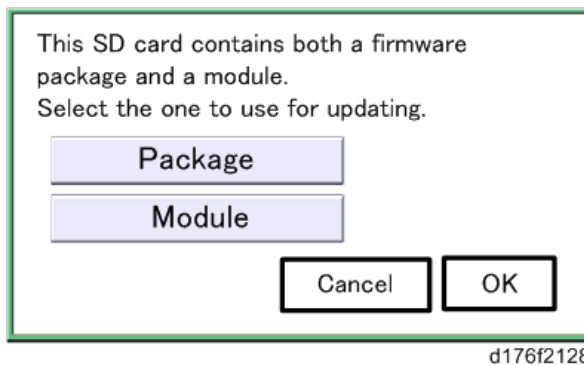 This SD card contains both a firmware
package and a module.
Select the one to use for updating.
Package
Module
Cancel OK
d176f2128